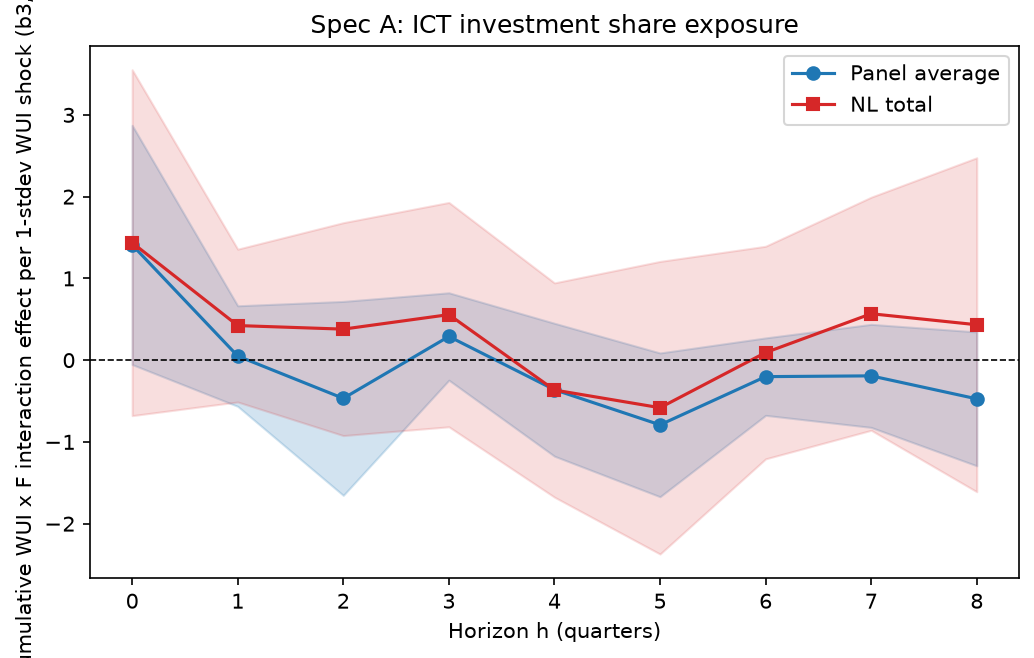 Spec A: ICT investment share exposure
umulative WUI x F interaction effect per 1-stdev WUI shock (b3,
Panel average
NL total
3
2
1
0
−1
−2
0 1 2 3 4 5 6 7 8
Horizon h (quarters)